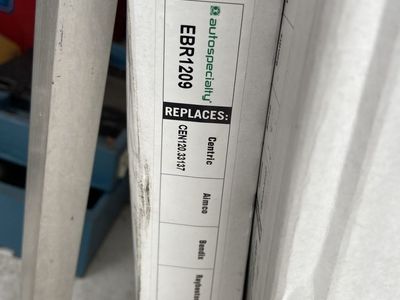 autospecialty
EBR1209
REPLACES:
Centric
CEN120.33137
Aimco
Bendix